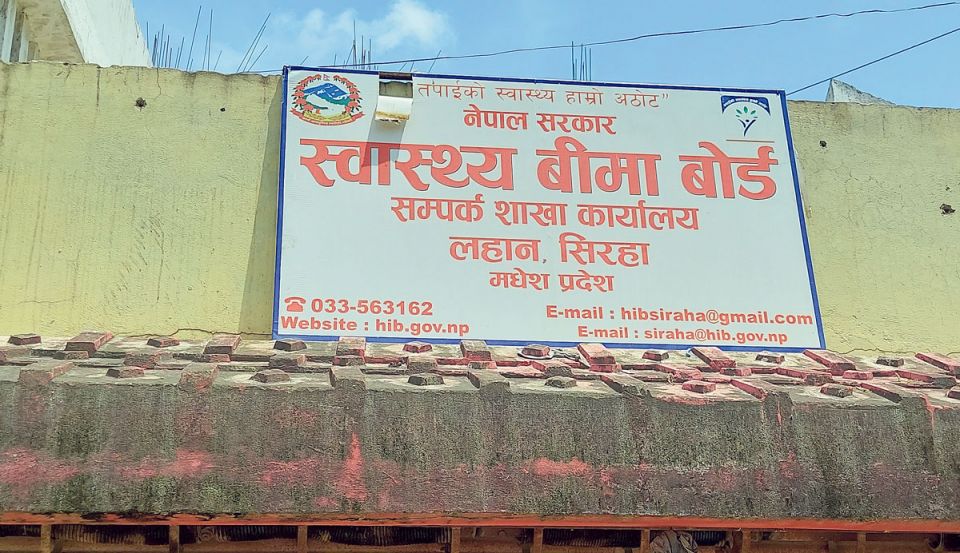 तपाईको स्वास्थ्य हाम्रो अठोट"
नेपाल सरकार
स्वास्थ्य बीमा बोर्ड
सम्पर्क शाखा कार्यालय
लहान, सिरहा
मधेश प्रदेश
☎ 033-563162
E-mail : hibsiraha@gmail.com
Website : hib.gov.np
E-mail : siraha@hib.gov.np